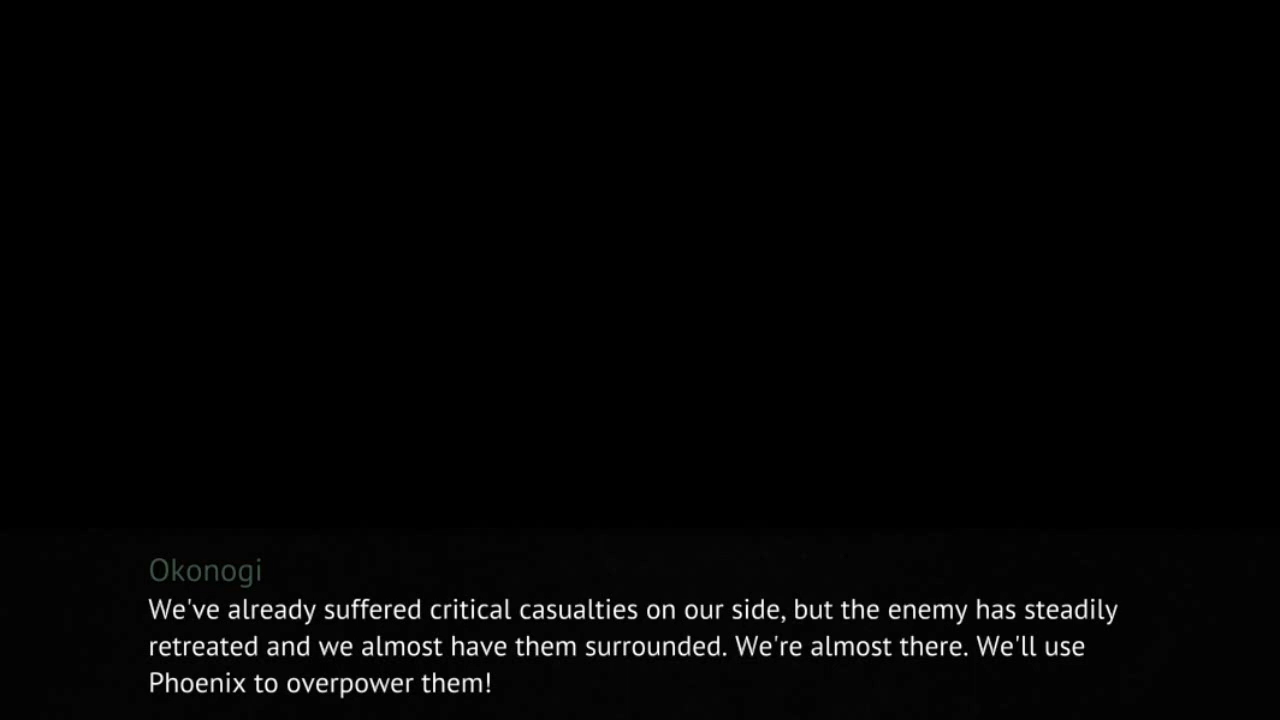 Okonogi
We've already suffered critical casualties on our side, but the enemy has steadily
retreated and we almost have them surrounded. We're almost there. We'll use
Phoenix to overpower them!